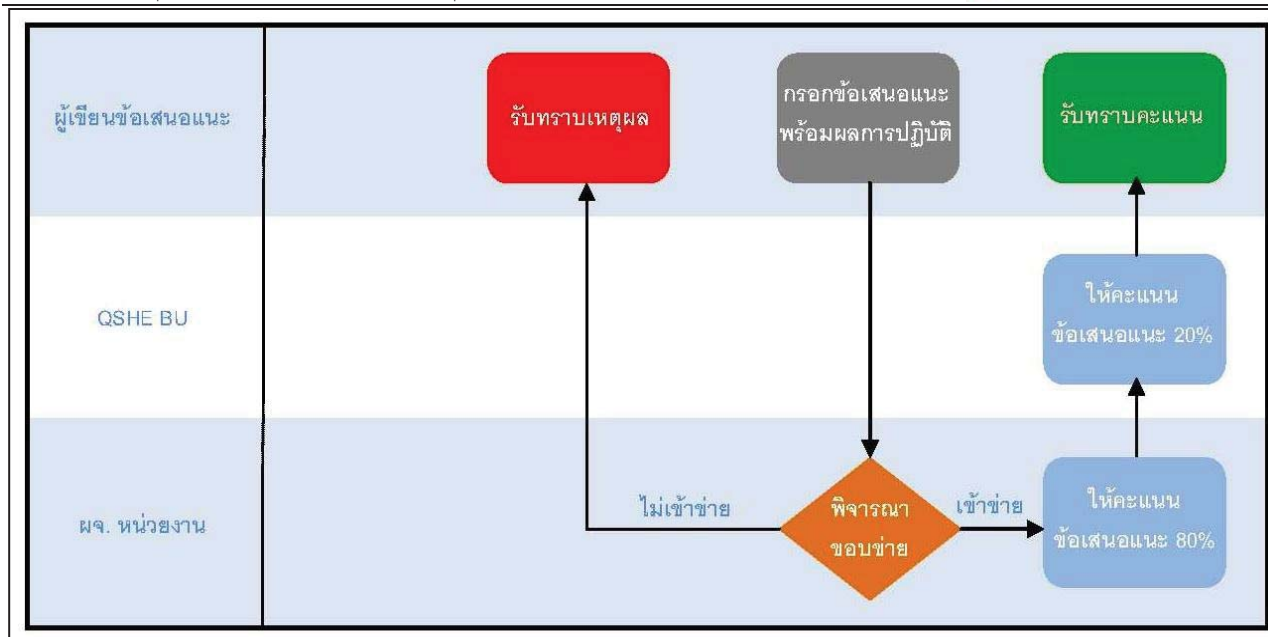 ผู้เขียนข้อเสนอแนะ
รับทราบเหตุผล
กรอกข้อเสนอแนะ
พร้อมผลการปฏิบัติ
รับทราบคะแนน
QSHE BU
ให้คะแนน
ข้อเสนอแนะ 20%
ผจ. หน่วยงาน
ไม่เข้าข่าย
พิจารณา
ขอบข่าย
เข้าข่าย
ให้คะแนน
ข้อเสนอแนะ 80%